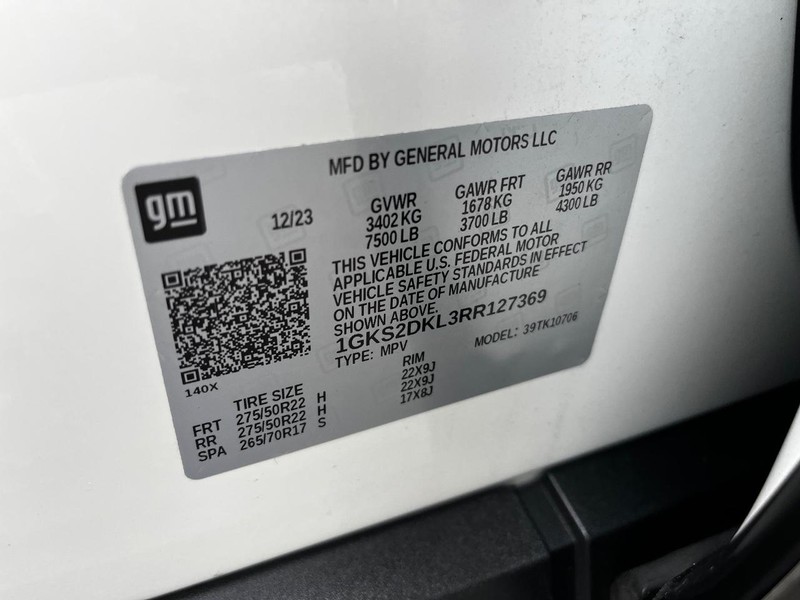 MFD BY GENERAL MOTORS LLC
gm
12/23
GVWR GAWR FRT GAWR RR
3402 KG 1678 KG 1950 KG
7500 LB 3700 LB 4300 LB
THIS VEHICLE CONFORMS TO ALL
APPLICABLE U.S. FEDERAL MOTOR
VEHICLE SAFETY STANDARDS IN EFFECT
ON THE DATE OF MANUFACTURE
SHOWN ABOVE.
1GKS2DKL3RR127369
TYPE: MPV MODEL: 39TK10706
140X
TIRE SIZE RIM
FRT 275/50R22 H 22X9J
RR 275/50R22 H 22X9J
SPA 265/70R17 S 17X8J